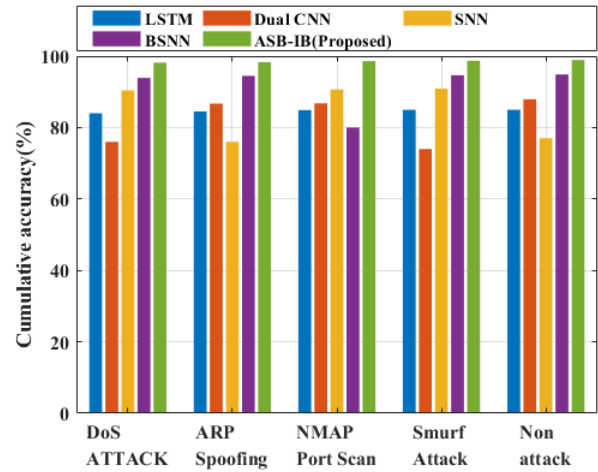 LSTM Dual CNN SNN
BSNN ASB-IB(Proposed)
Cumulative accuracy(%)
100
80
60
40
20
0
DoS ARP NMAP Smurf Non
ATTACK Spoofing Port Scan Attack attack